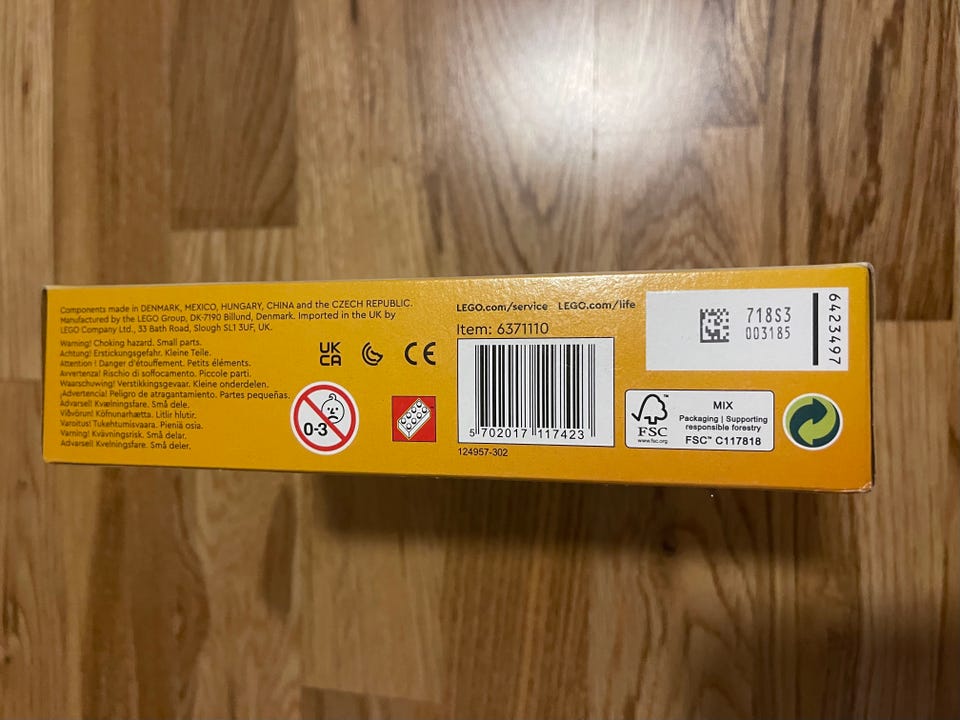 Components made in DENMARK, MEXICO, HUNGARY, CHINA and the CZECH REPUBLIC.
Manufactured by the LEGO Group, DK-7190 Billund, Denmark. Imported in the UK by
LEGO Company Ltd., 33 Bath Road, Slough SL1 3UF, UK.
Warning! Choking hazard. Small parts.
Achtung! Erstickungsgefahr. Kleine Teile.
Attention ! Danger d'étouffement. Petits éléments.
Avvertenza! Rischio di soffocamento. Piccole parti.
Waarschuwing! Verstikkingsgevaar. Kleine onderdelen.
¡Advertencia! Peligro de atragantamiento. Partes pequeñas.
Advarsel! Kvælningsfare. Små dele.
Viðvörun! Köfnunarhætta. Litlir hlutir.
Varoitus! Tukehtumisvaara. Pieniä osia.
Varning! Kvävningsrisk. Små delar.
Advarsel! Kvelningsfare. Små deler.
UK
CA
CE
0-3
LEGO.com/service LEGO.com/life
Item: 6371110
5 702017 117423
124957-302
718S3
003185
6423497
FSC
www.fsc.org
MIX
Packaging | Supporting
responsible forestry
FSC™ C117818